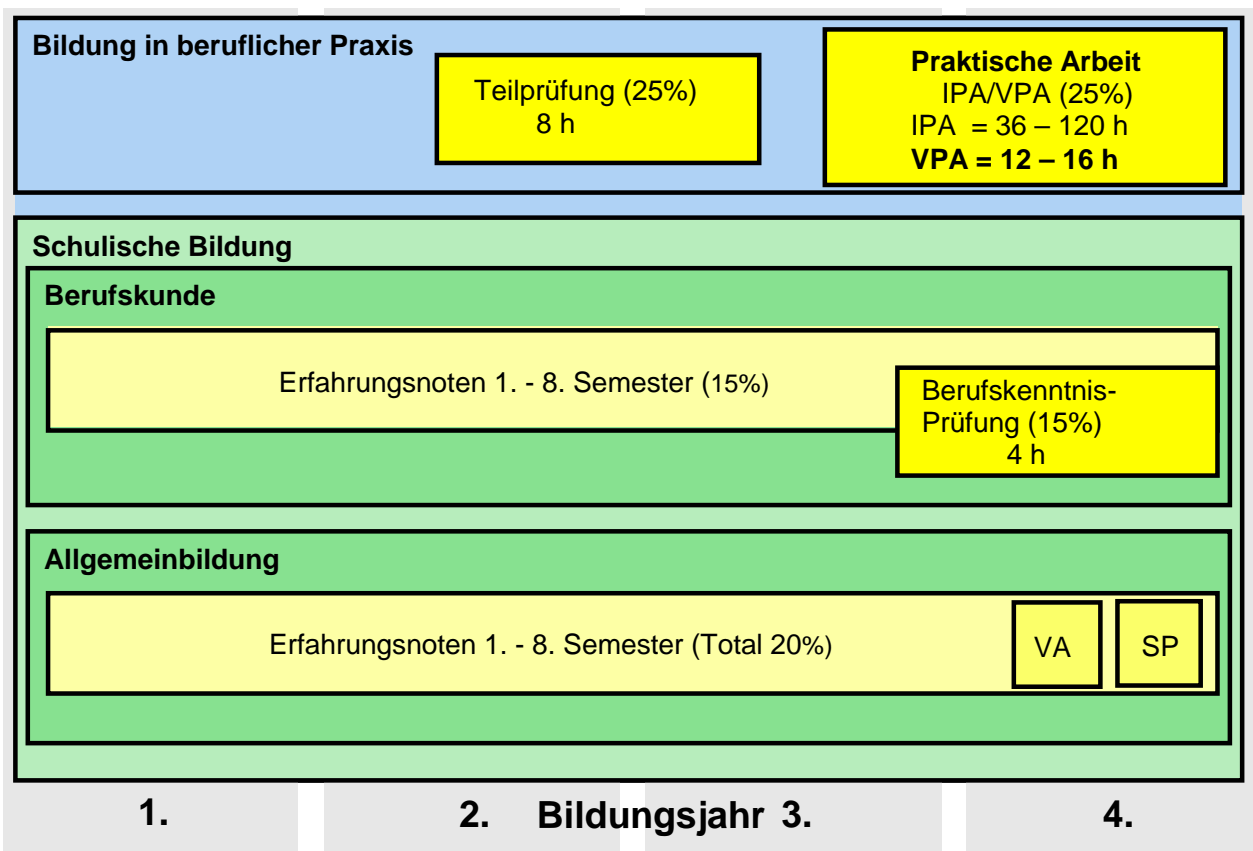 Bildung in beruflicher Praxis
Teilprüfung (25%)
8 h
Praktische Arbeit
IPA/VPA (25%)
IPA = 36 – 120 h
VPA = 12 – 16 h
Schulische Bildung
Berufskunde
Erfahrungsnoten 1. - 8. Semester (15%)
Berufskenntnis-
Prüfung (15%)
4 h
Allgemeinbildung
Erfahrungsnoten 1. - 8. Semester (Total 20%)
VA
SP
1. 2. Bildungsjahr 3. 4.